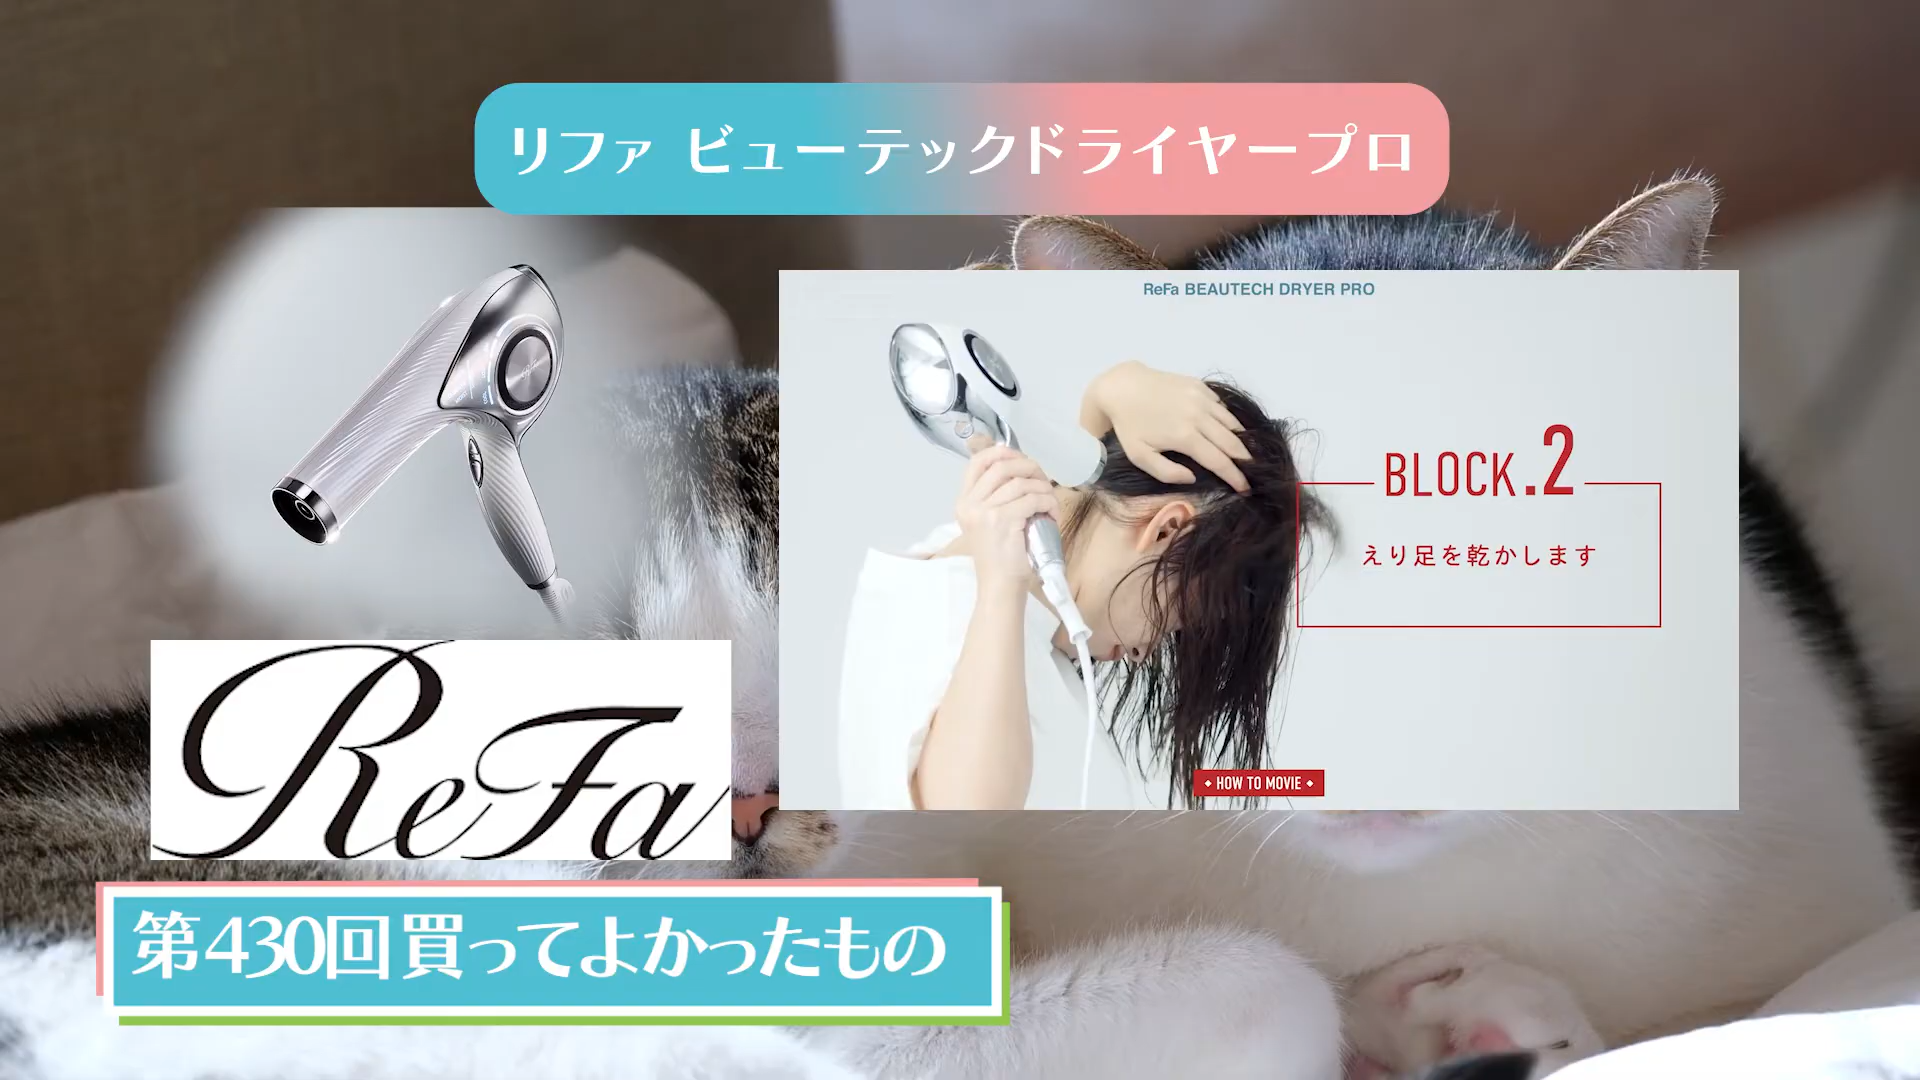 リファ ビューテックドライヤープロ
ReFa BEAUTECH DRYER PRO
BLOCK.2
えり足を乾かします
HOW TO MOVIE
ReFa
第430回買ってよかったもの